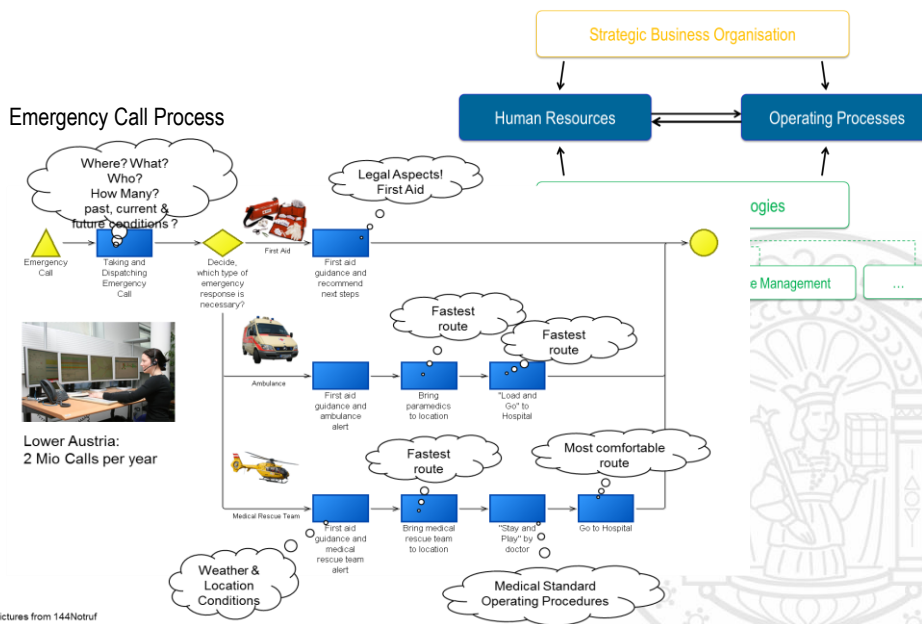 Strategic Business Organisation
Human Resources
Operating Processes
Emergency Call Process
Where? What?
Who?
How Many?
past, current &
future conditions ?
Legal Aspects!
First Aid
ogies
e Management
...
Emergency
Call
Taking and
Dispatching
Emergency
Call
Decide,
which type of
emergency
response is
necessary?
First Aid
First aid
guidance and
recommend
next steps
Fastest
route
Fastest
route
Ambulance
First aid
guidance and
ambulance
alert
Bring
paramedics
to location
"Load and
Go" to
Hospital
Lower Austria:
2 Mio Calls per year
Fastest
route
Most comfortable
route
Medical Rescue Team
First aid
guidance and
medical
rescue team
alert
Bring medical
rescue team
to location
"Stay and
Play" by
doctor
Go to Hospital
Weather &
Location
Conditions
Medical Standard
Operating Procedures
ictures from 144Notruf